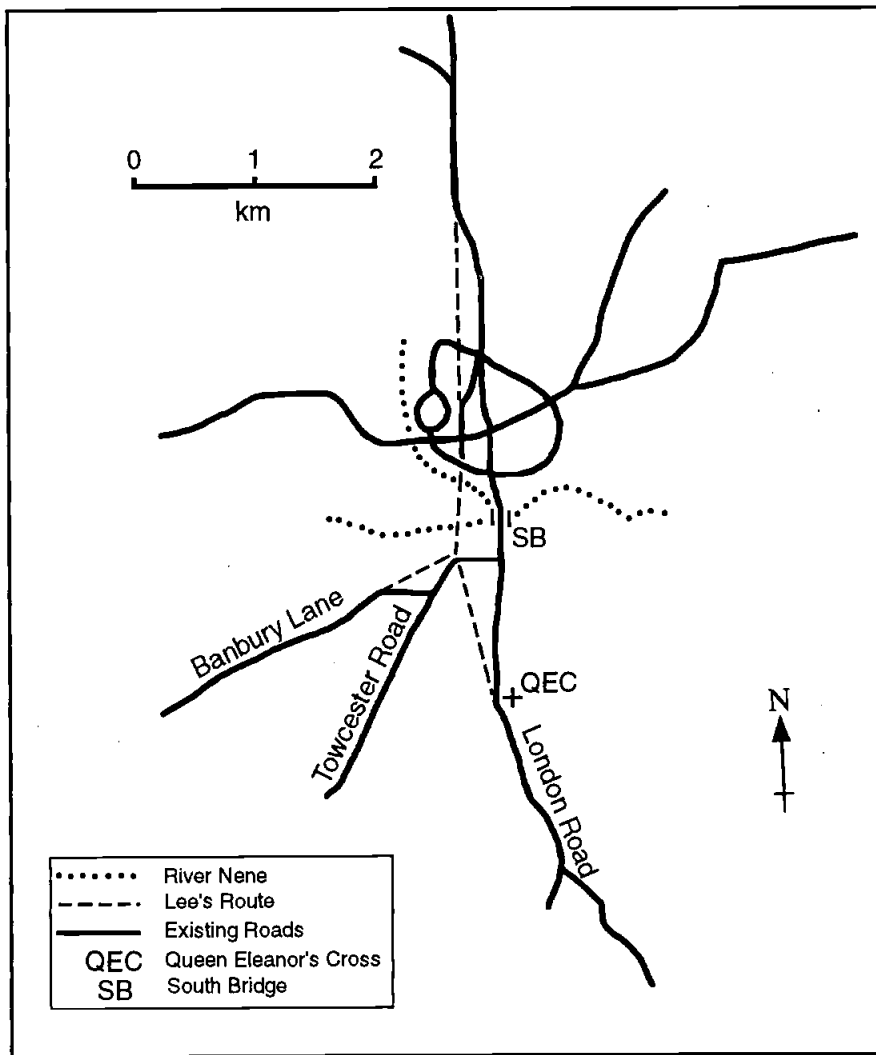 0 1 2
km
SB
Banbury Lane
Towcester Road
QEC
London Road
N
River Nene
Lee's Route
Existing Roads
QEC Queen Eleanor's Cross
SB South Bridge